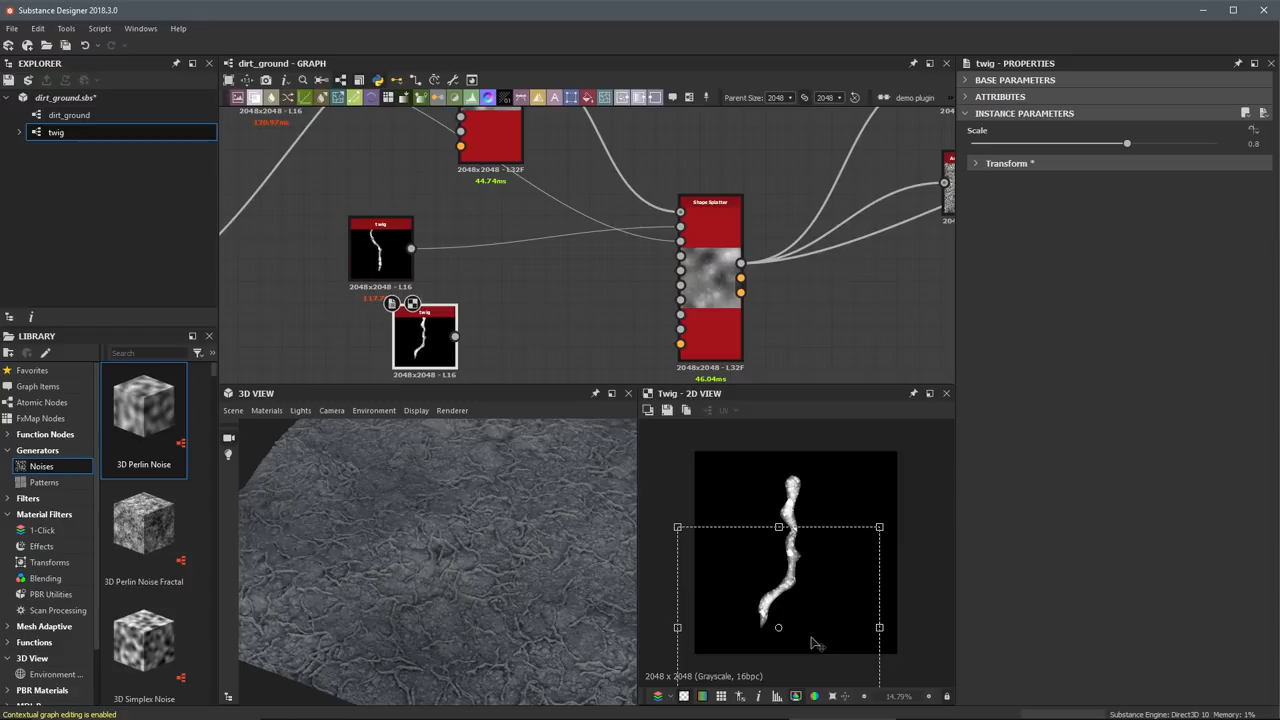 Substance Designer 2018.3.0
File Edit Tools Scripts Windows Help
EXPLORER
dirt_ground.sbs*
dirt_ground
twig
LIBRARY
Search
Favorites
Graph Items
Atomic Nodes
FxMap Nodes
Function Nodes
Generators
Noises
Patterns
Filters
Material Filters
1-Click
Effects
Transforms
Blending
PBR Utilities
Scan Processing
Mesh Adaptive
Functions
3D View
Environment ...
PBR Materials
3D Perlin Noise
3D Perlin Noise Fractal
3D Simplex Noise
dirt_ground - GRAPH
Parent Size: 2048 2048 demo plugin
2048x2048 - L16
120.97ms
2048x2048 - L32F
44.74ms
twig
2048x2048 - L16
twig
2048x2048 - L16
Shape Splatter
2048x2048 - L32F
46.04ms
3D VIEW
Scene Materials Lights Camera Environment Display Renderer
Twig - 2D VIEW
UV
2048 x 2048 (Grayscale, 16bpc)
14.79%
twig - PROPERTIES
BASE PARAMETERS
ATTRIBUTES
INSTANCE PARAMETERS
Scale
0.8
Transform *
Contextual graph editing is enabled
Substance Engine: Direct3D 10 Memory: 1%